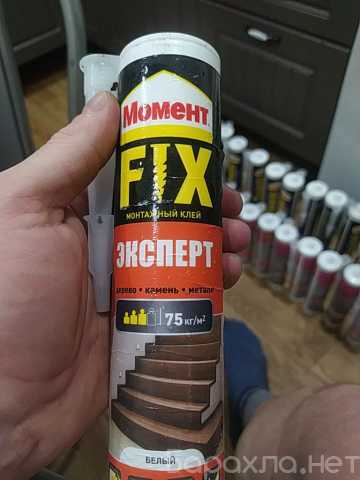 Момент
FIX
МОНТАЖНЫЙ КЛЕЙ
ЭКСПЕРТ
дерево • камень • металл
75 кг/м²
БЕЛЫЙ
барахла.нет